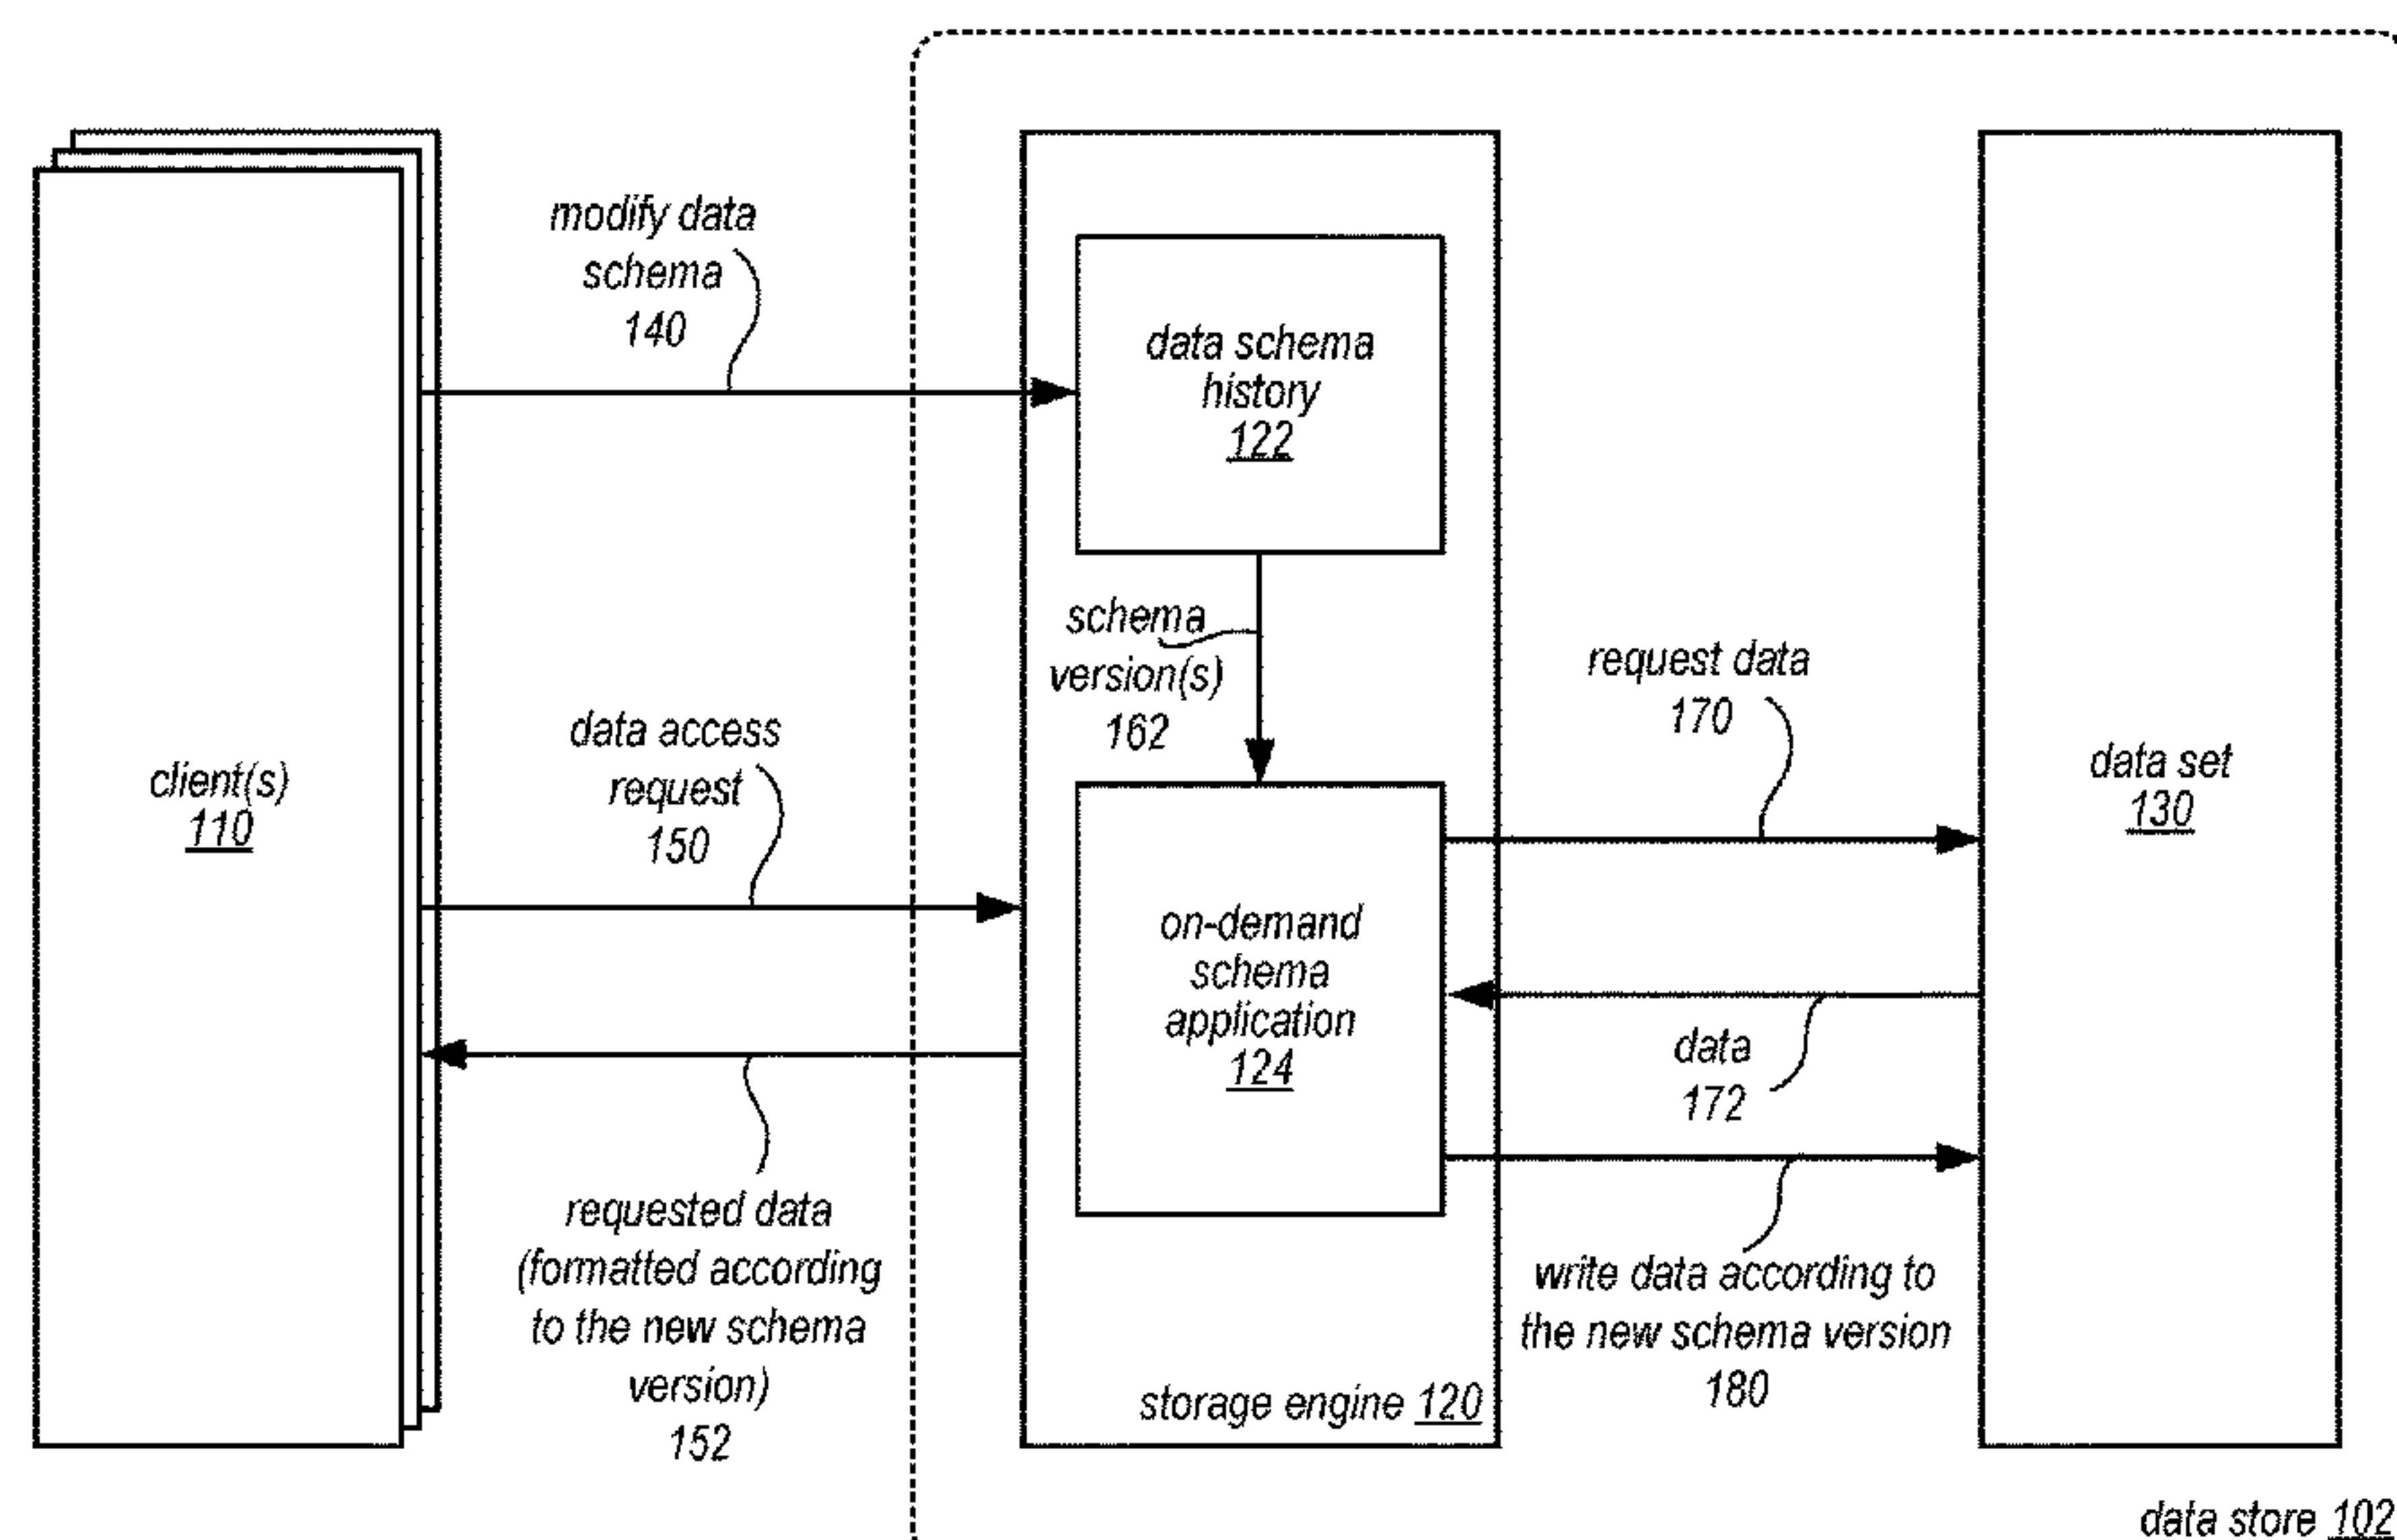 modify data
schema
140
data schema
history
122
schema
version(s)
162
request data
170
data access
request
150
client(s)
110
data set
130
on-demand
schema
application
124
data
172
requested data
(formatted according
to the new schema
version)
152
write data according to
the new schema version
180
storage engine 120
data store 102